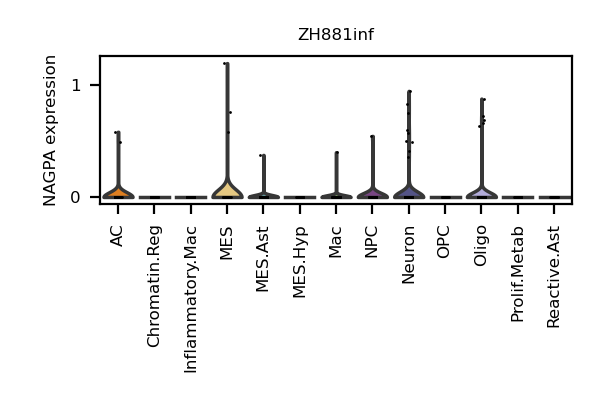 ZH881inf
NAGPA expression
1
0
AC
Chromatin.Reg
Inflammatory.Mac
MES
MES.Ast
MES.Hyp
Mac
NPC
Neuron
OPC
Oligo
Prolif.Metab
Reactive.Ast